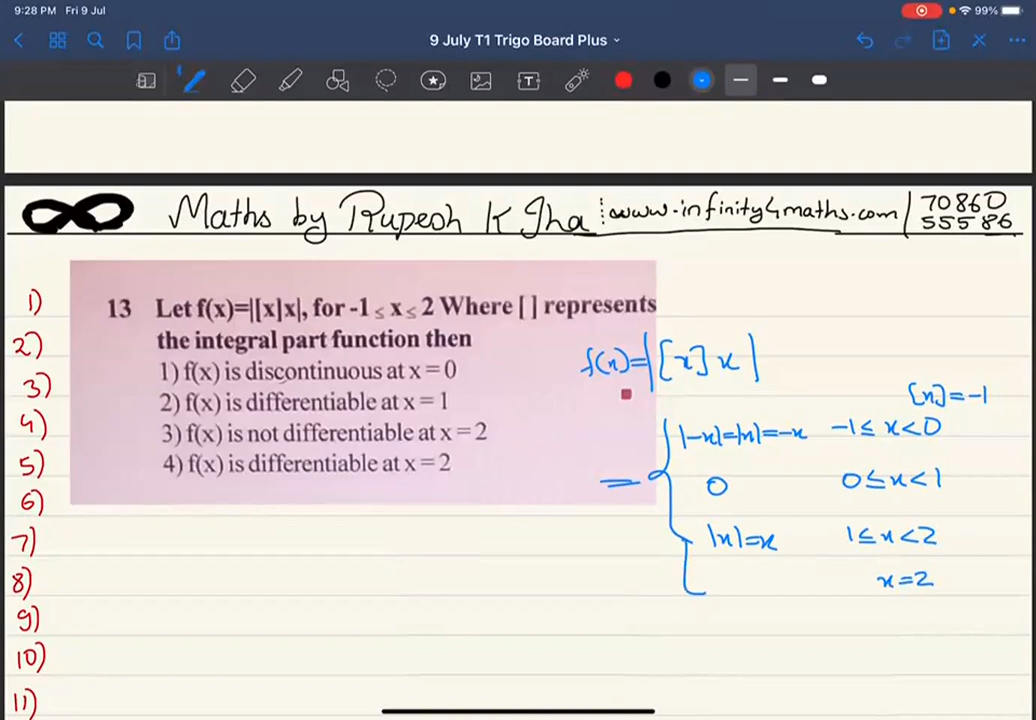 9:28 PM Fri 9 Jul
99%
9 July T1 Trigo Board Plus
Maths by Rupesh K Jha
www.infinity4maths.com
70860
55586
13 Let f(x)=|[x]x|, for -1 ≤ x ≤ 2 Where [ ] represents
the integral part function then
1) f(x) is discontinuous at x = 0
2) f(x) is differentiable at x = 1
3) f(x) is not differentiable at x = 2
4) f(x) is differentiable at x = 2
f(x)=|[x] x|
[x]=-1
= { |-x|=|x|=-x -1≤ x<0
0 0≤x<1
|x|=x 1≤x<2
x=2
1)
2)
3)
4)
5)
6)
7)
8)
9)
10)
11)